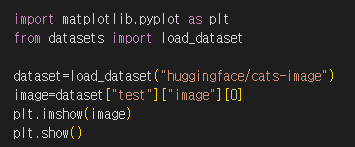 import matplotlib.pyplot as plt
from datasets import load_dataset
dataset=load_dataset("huggingface/cats-image")
image=dataset["test"]["image"][0]
plt.imshow(image)
plt.show()